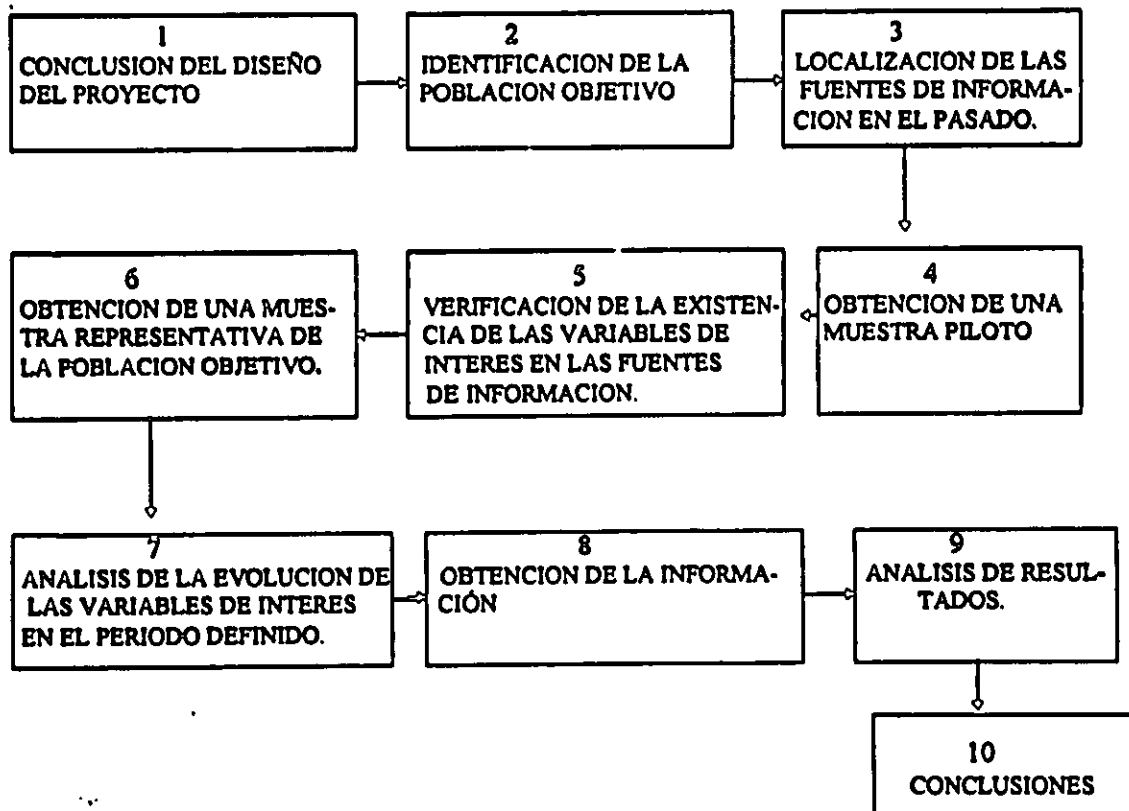 1
CONCLUSION DEL DISEÑO
DEL PROYECTO
2
IDENTIFICACION DE LA
POBLACION OBJETIVO
3
LOCALIZACION DE LAS
FUENTES DE INFORMA-
CION EN EL PASADO.
4
OBTENCION DE UNA
MUESTRA PILOTO
5
VERIFICACION DE LA EXISTEN-
CIA DE LAS VARIABLES DE
INTERES EN LAS FUENTES
DE INFORMACION.
6
OBTENCION DE UNA MUES-
TRA REPRESENTATIVA DE
LA POBLACION OBJETIVO.
7
ANALISIS DE LA EVOLUCION DE
LAS VARIABLES DE INTERES
EN EL PERIODO DEFINIDO.
8
OBTENCION DE LA INFORMA-
CIÓN
9
ANALISIS DE RESUL-
TADOS.
10
CONCLUSIONES